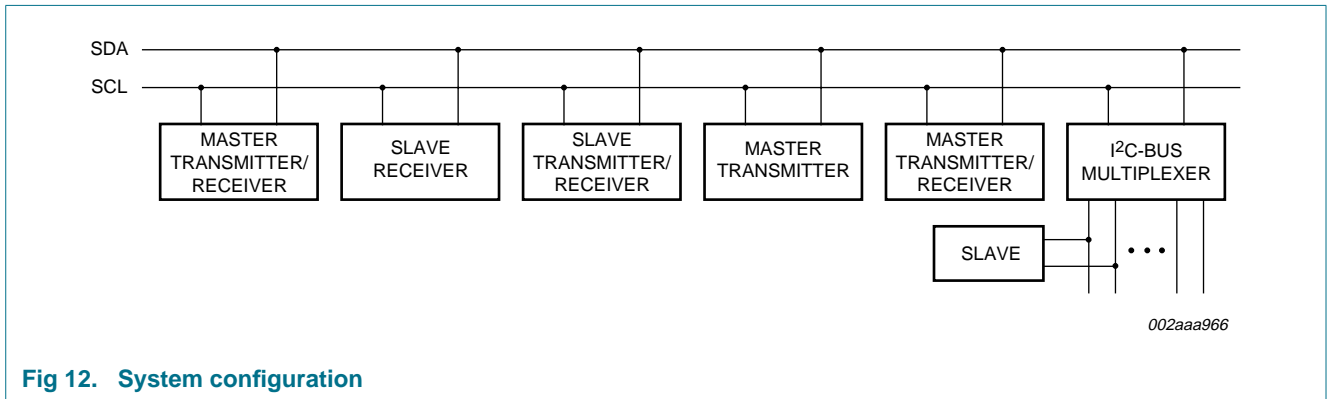 SDA
SCL
MASTER
TRANSMITTER/
RECEIVER
SLAVE
RECEIVER
SLAVE
TRANSMITTER/
RECEIVER
MASTER
TRANSMITTER
MASTER
TRANSMITTER/
RECEIVER
I²C-BUS
MULTIPLEXER
SLAVE
002aaa966
Fig 12. System configuration